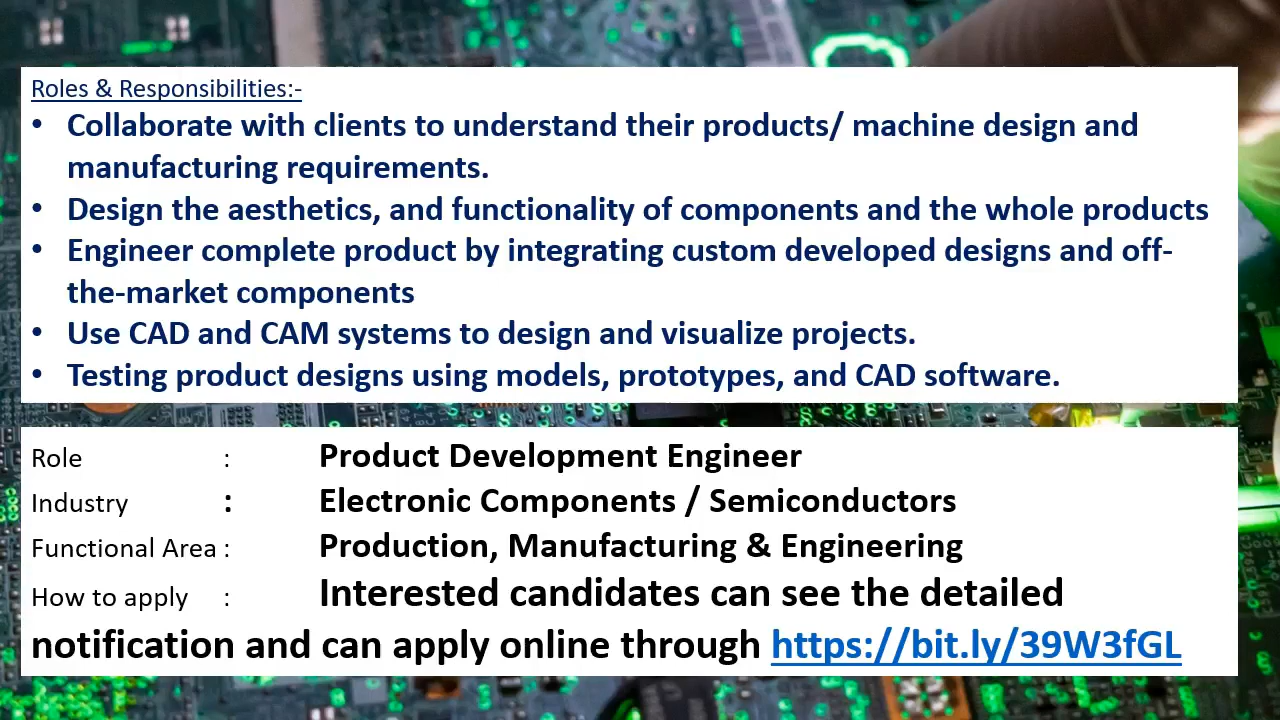 Roles & Responsibilities:-
• Collaborate with clients to understand their products/ machine design and
manufacturing requirements.
• Design the aesthetics, and functionality of components and the whole products
• Engineer complete product by integrating custom developed designs and off-
the-market components
• Use CAD and CAM systems to design and visualize projects.
• Testing product designs using models, prototypes, and CAD software.
Role : Product Development Engineer
Industry : Electronic Components / Semiconductors
Functional Area : Production, Manufacturing & Engineering
How to apply : Interested candidates can see the detailed
notification and can apply online through https://bit.ly/39W3fGL